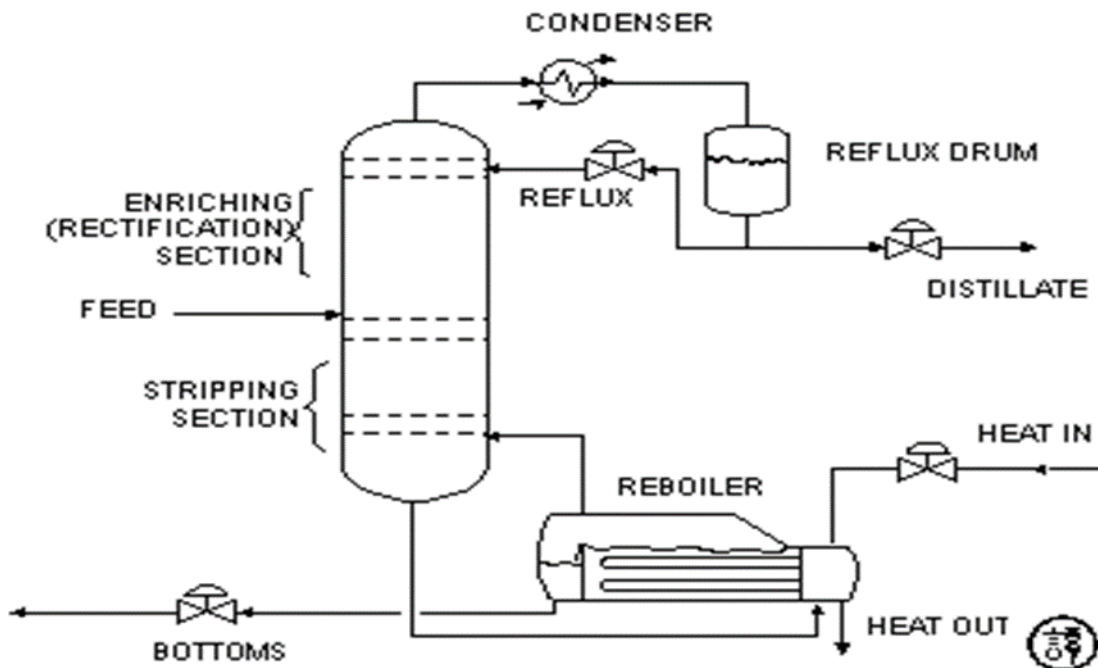 CONDENSER
REFLUX DRUM
REFLUX
ENRICHING
(RECTIFICATION)
SECTION
DISTILLATE
FEED
STRIPPING
SECTION
HEAT IN
REBOILER
HEAT OUT
BOTTOMS